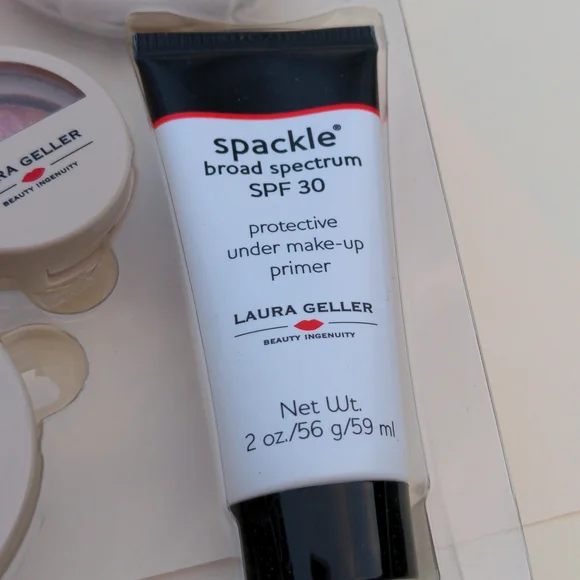 spackle®
broad spectrum
SPF 30
protective
under make-up
primer
LAURA GELLER
BEAUTY INGENUITY
Net Wt.
2 oz./56 g/59 ml
GELLER
BEAUTY INGENUITY